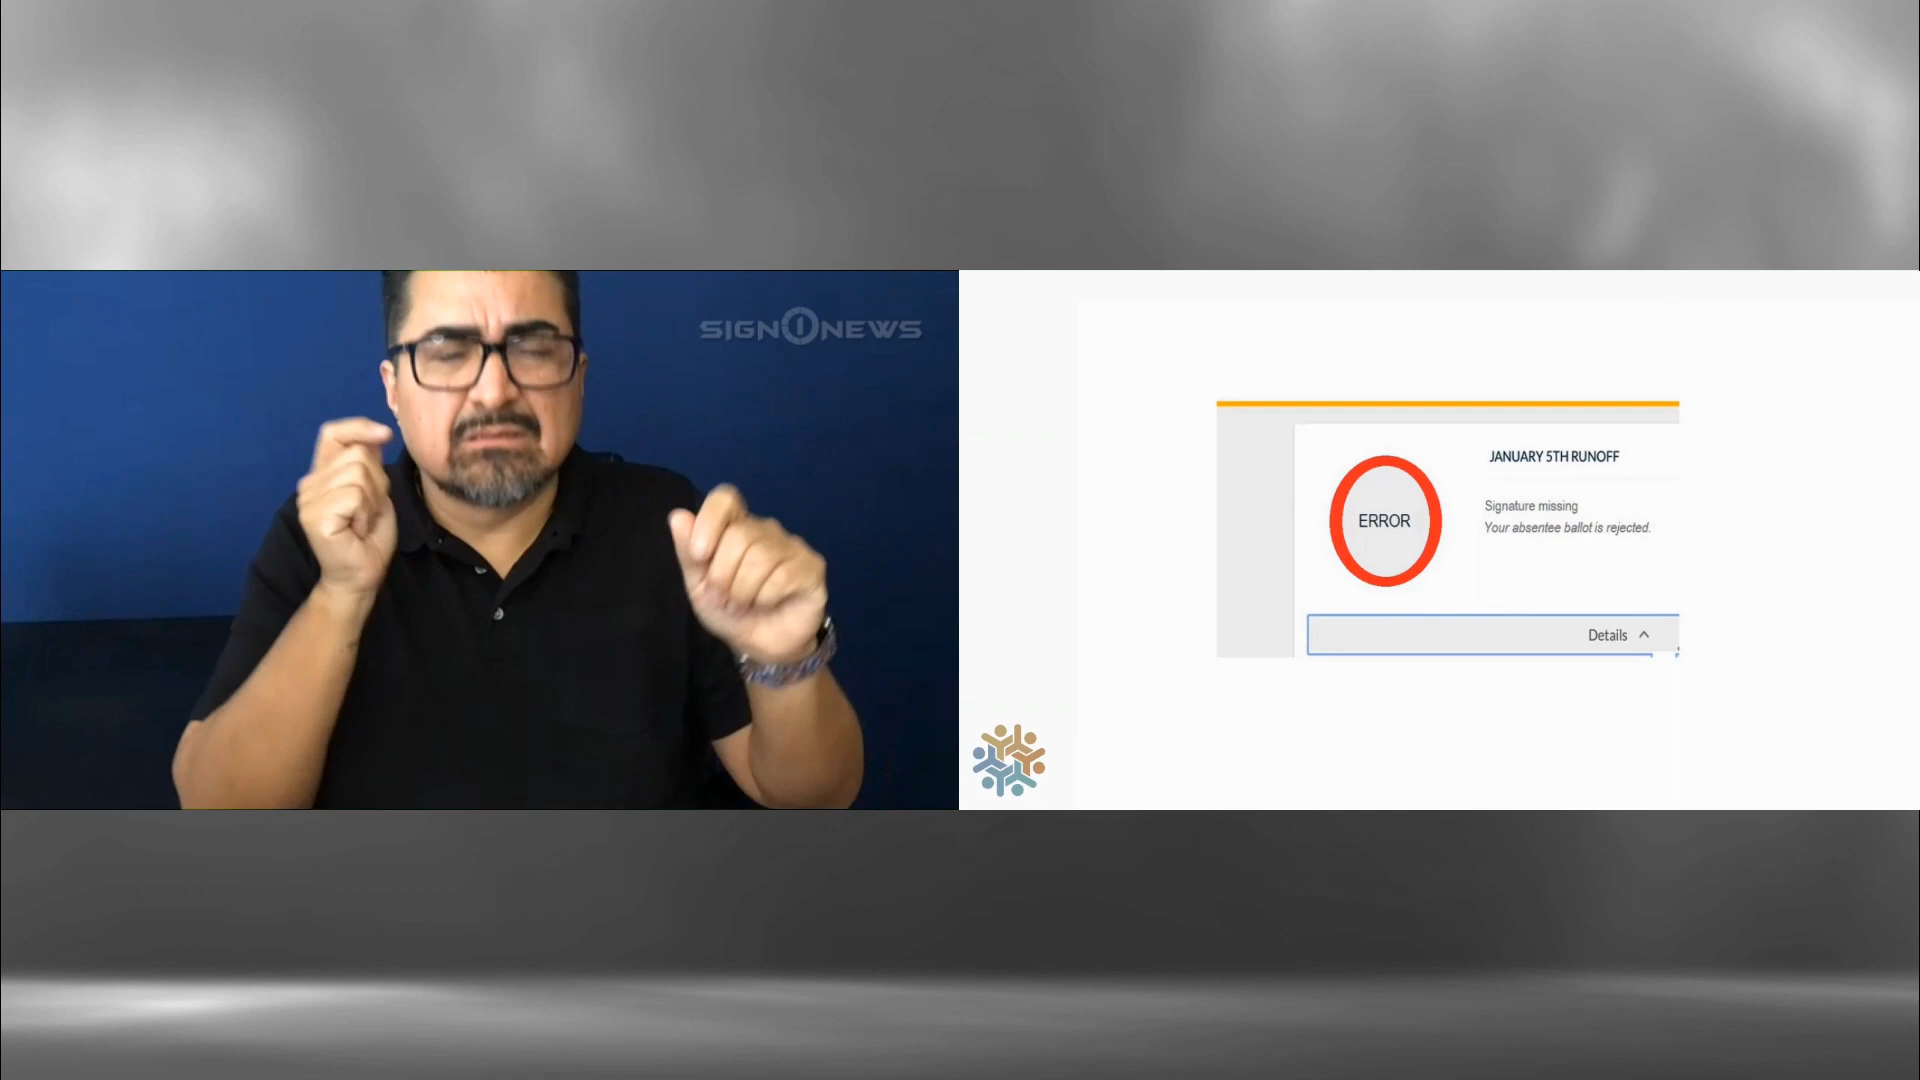 SIGN1NEWS
JANUARY 5TH RUNOFF
ERROR
Signature missing
Your absentee ballot is rejected.
Details